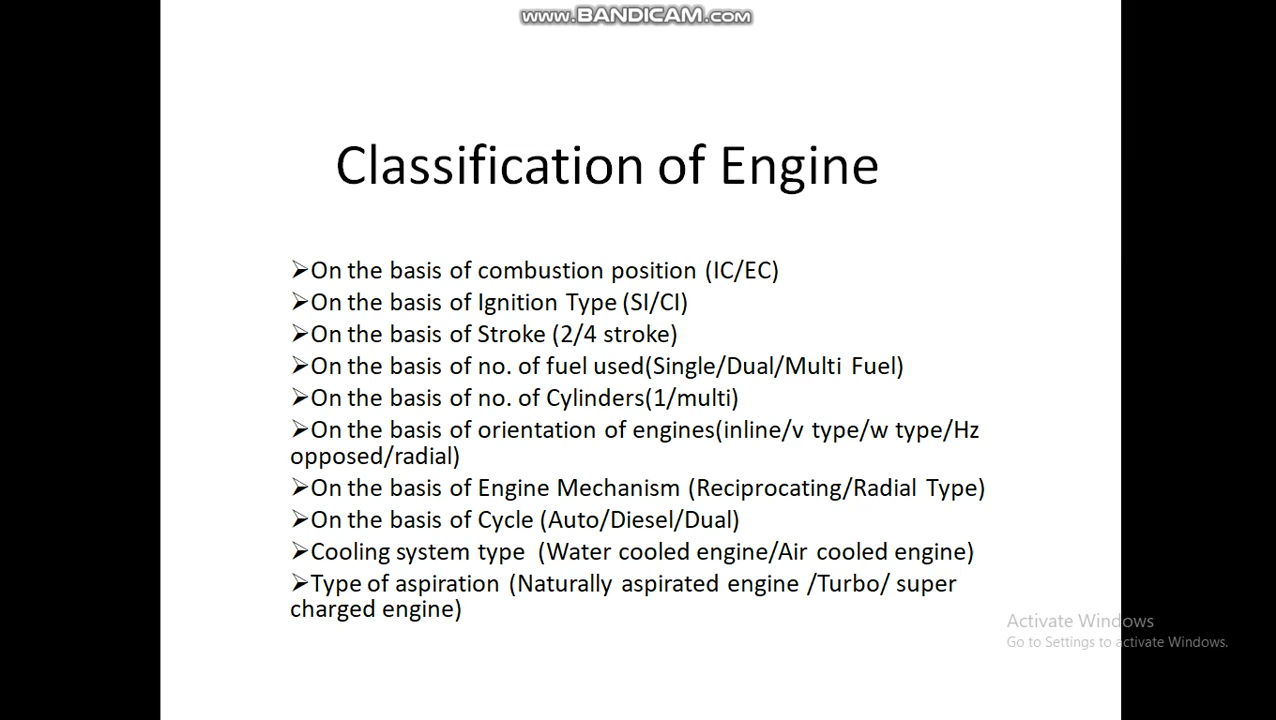 www.BANDICAM.com
Classification of Engine
➢On the basis of combustion position (IC/EC)
➢On the basis of Ignition Type (SI/CI)
➢On the basis of Stroke (2/4 stroke)
➢On the basis of no. of fuel used(Single/Dual/Multi Fuel)
➢On the basis of no. of Cylinders(1/multi)
➢On the basis of orientation of engines(inline/v type/w type/Hz
opposed/radial)
➢On the basis of Engine Mechanism (Reciprocating/Radial Type)
➢On the basis of Cycle (Auto/Diesel/Dual)
➢Cooling system type (Water cooled engine/Air cooled engine)
➢Type of aspiration (Naturally aspirated engine /Turbo/ super
charged engine)
Activate Windows
Go to Settings to activate Windows.